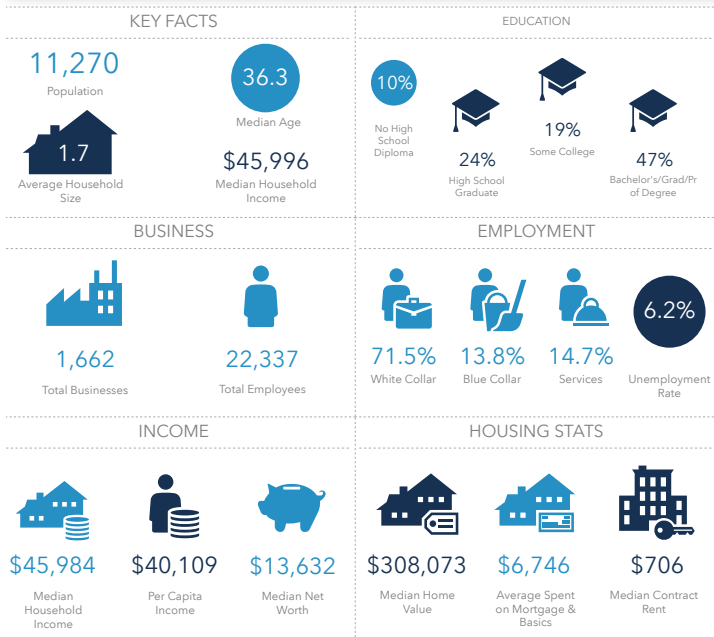 KEY FACTS
11,270
Population
36.3
Median Age
1.7
Average Household
Size
$45,996
Median Household
Income
EDUCATION
10%
No High
School
Diploma
24%
High School
Graduate
19%
Some College
47%
Bachelor's/Grad/Pr
of Degree
BUSINESS
1,662
Total Businesses
22,337
Total Employees
EMPLOYMENT
71.5%
White Collar
13.8%
Blue Collar
14.7%
Services
6.2%
Unemployment
Rate
INCOME
$45,984
Median
Household
Income
$40,109
Per Capita
Income
$13,632
Median Net
Worth
HOUSING STATS
$308,073
Median Home
Value
$6,746
Average Spent
on Mortgage &
Basics
$706
Median Contract
Rent